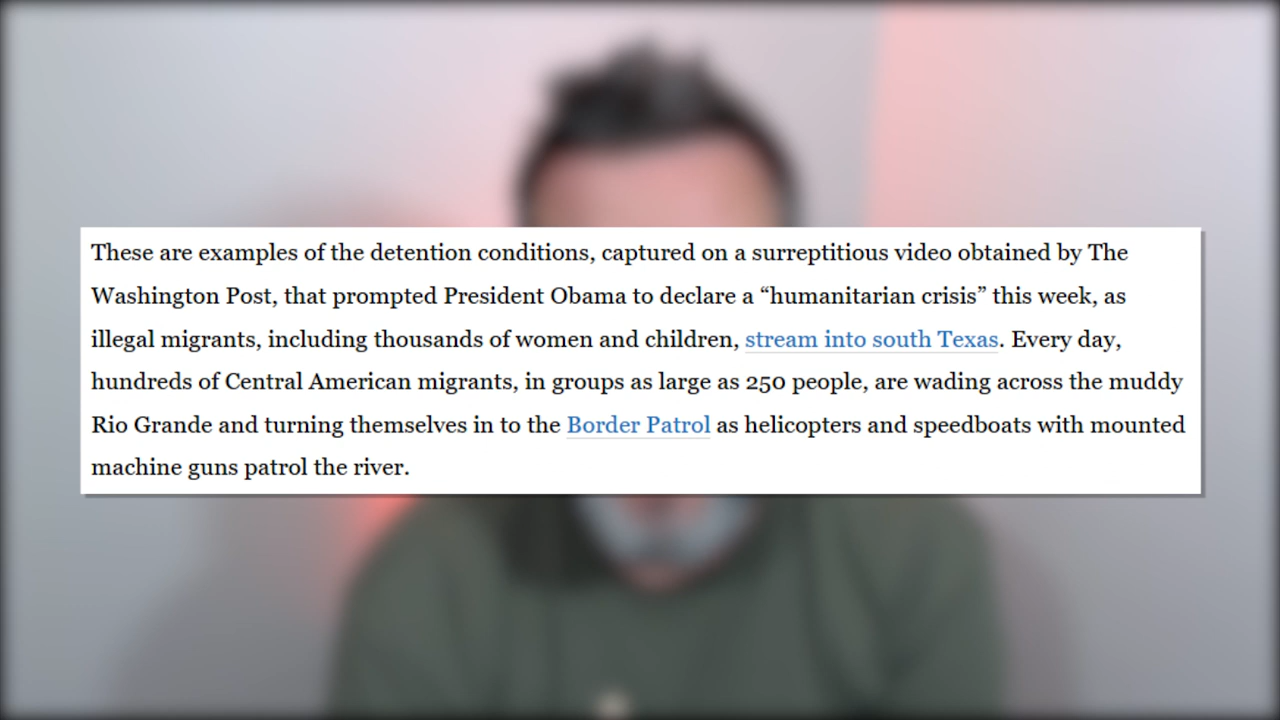 These are examples of the detention conditions, captured on a surreptitious video obtained by The
Washington Post, that prompted President Obama to declare a “humanitarian crisis” this week, as
illegal migrants, including thousands of women and children, stream into south Texas. Every day,
hundreds of Central American migrants, in groups as large as 250 people, are wading across the muddy
Rio Grande and turning themselves in to the Border Patrol as helicopters and speedboats with mounted
machine guns patrol the river.